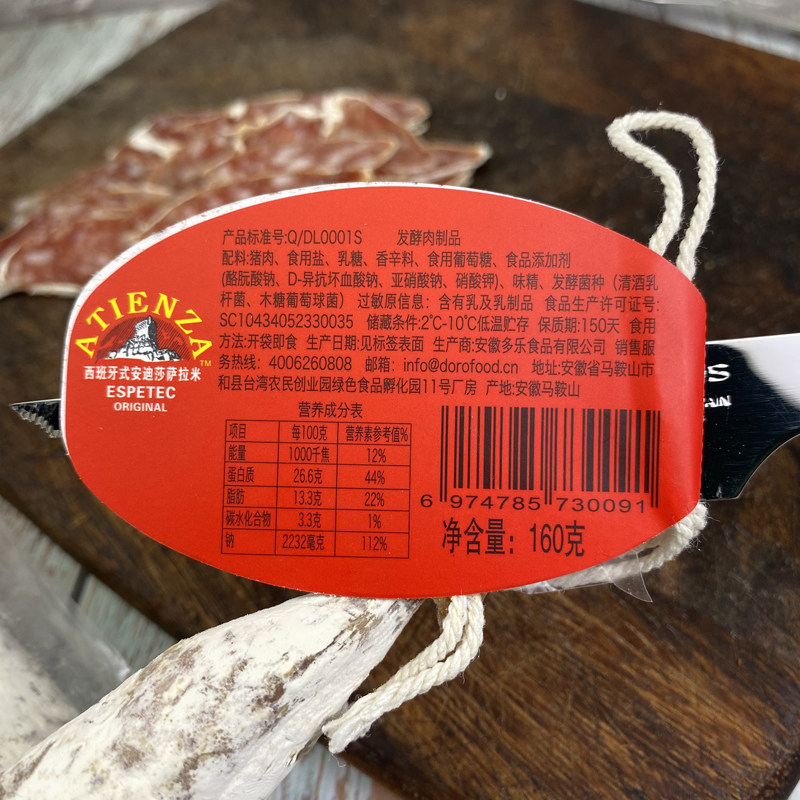 产品标准号:Q/DL0001S 发酵肉制品
配料:猪肉、食用盐、乳糖、香辛料、食用葡萄糖、食品添加剂
(酪朊酸钠、D-异抗坏血酸钠、亚硝酸钠、硝酸钾)、味精、发酵菌种（清酒乳
杆菌、木糖葡萄球菌） 过敏原信息: 含有乳及乳制品 食品生产许可证号:
SC10434052330035 储藏条件:2℃-10℃低温贮存 保质期:150天 食用
方法:开袋即食 生产日期:见标签表面 生产商:安徽多乐食品有限公司 销售服
务热线: 4006260808 邮箱: info@dorofood.cn 地址:安徽省马鞍山市
和县台湾农民创业园绿色食品孵化园11号厂房 产地:安徽马鞍山
ATIENZA™
西班牙式安迪莎萨拉米
ESPETEC
ORIGINAL
营养成分表
项目 每100克 营养素参考值%
能量 1000千焦 12%
蛋白质 26.6克 44%
脂肪 13.3克 22%
碳水化合物 3.3克 1%
钠 2232毫克 112%
6 974785 730091
净含量: 160克